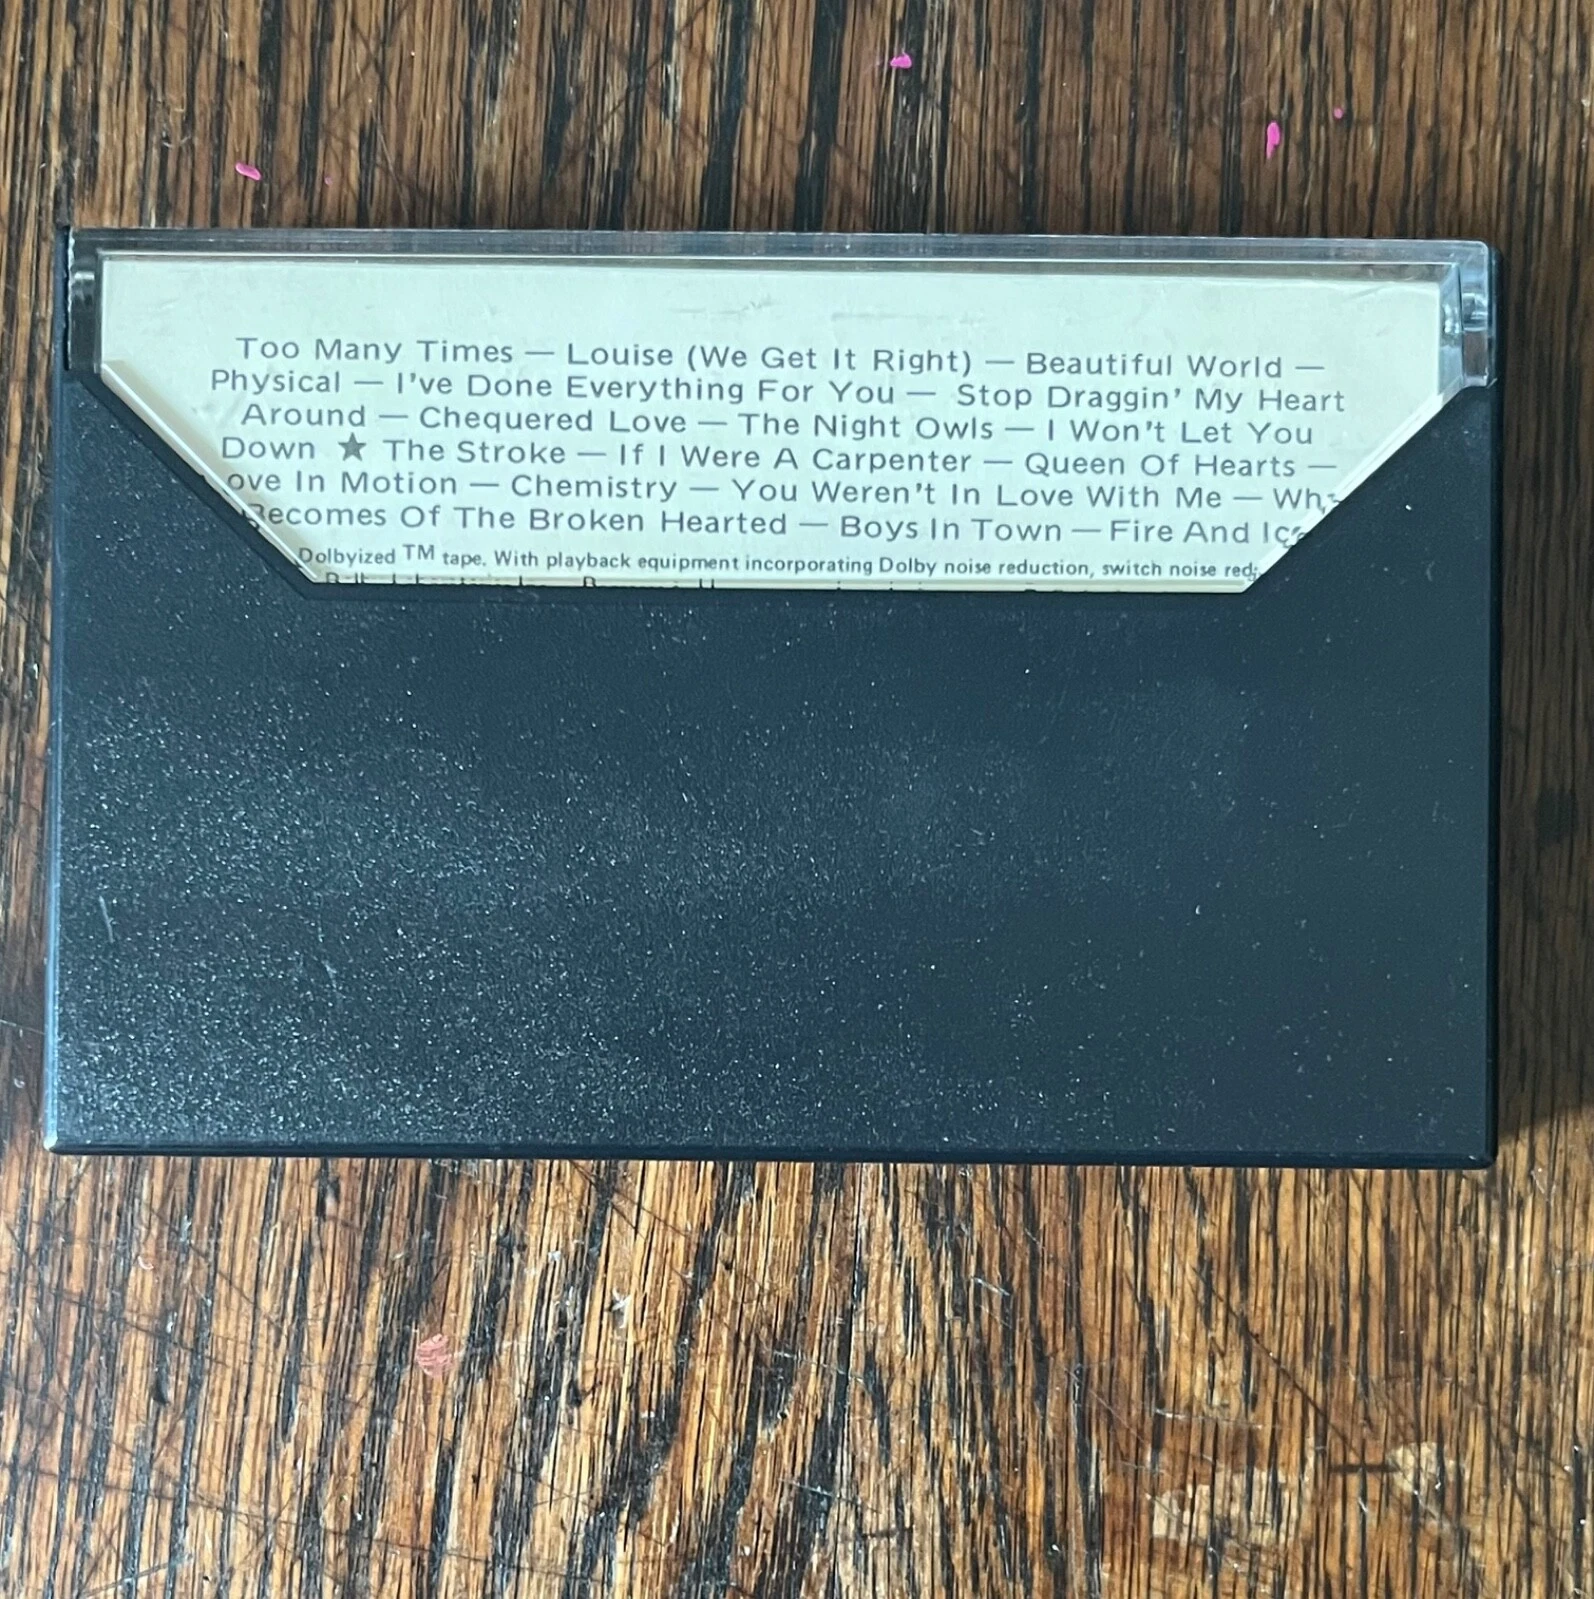 Too Many Times — Louise (We Get It Right) — Beautiful World —
Physical — I've Done Everything For You — Stop Draggin' My Heart
Around — Chequered Love — The Night Owls — I Won't Let You
Down ★ The Stroke — If I Were A Carpenter — Queen Of Hearts —
ove In Motion — Chemistry — You Weren't In Love With Me —
Becomes Of The Broken Hearted — Boys In Town — Fire And
Dolbyized TM tape. With playback equipment incorporating Dolby noise reduction, switch noise